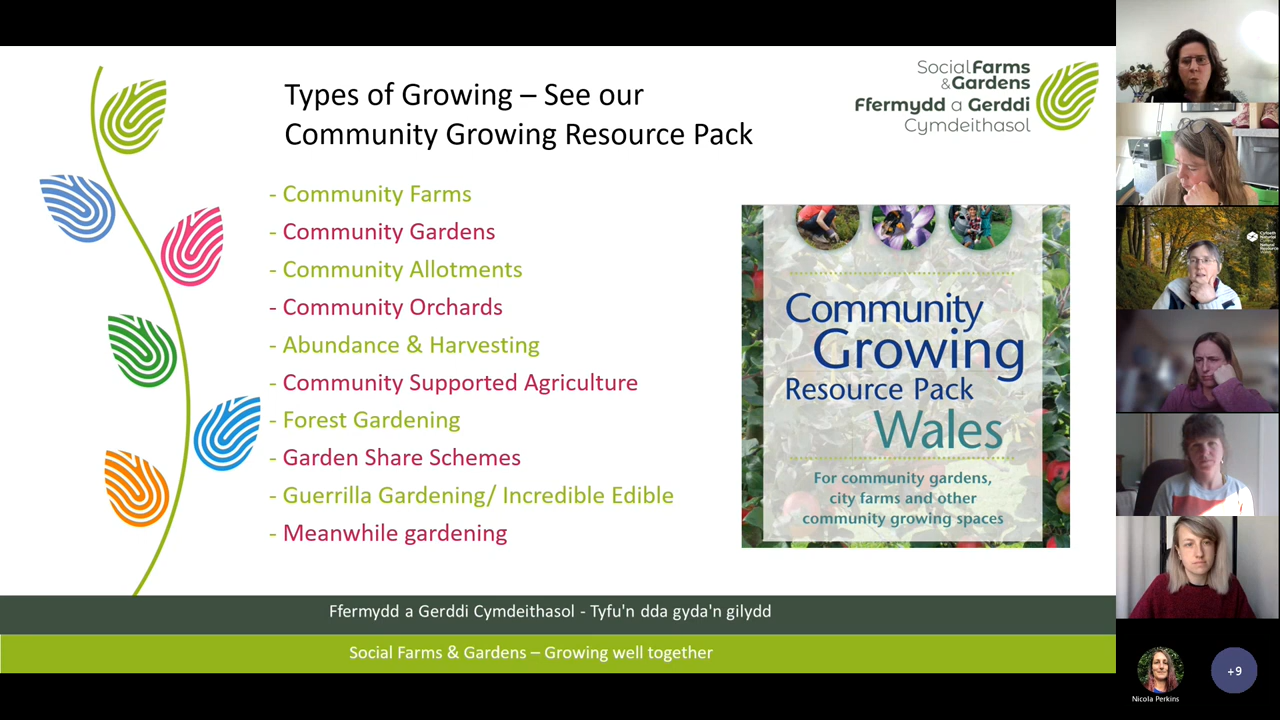 Types of Growing – See our
Community Growing Resource Pack
Social Farms
& Gardens
Ffermydd a Gerddi
Cymdeithasol
- Community Farms
- Community Gardens
- Community Allotments
- Community Orchards
- Abundance & Harvesting
- Community Supported Agriculture
- Forest Gardening
- Garden Share Schemes
- Guerrilla Gardening/ Incredible Edible
- Meanwhile gardening
Community
Growing
Resource Pack
Wales
For community gardens,
city farms and other
community growing spaces
Ffermydd a Gerddi Cymdeithasol - Tyfu'n dda gyda'n gilydd
Social Farms & Gardens – Growing well together
Nicola Perkins
+9